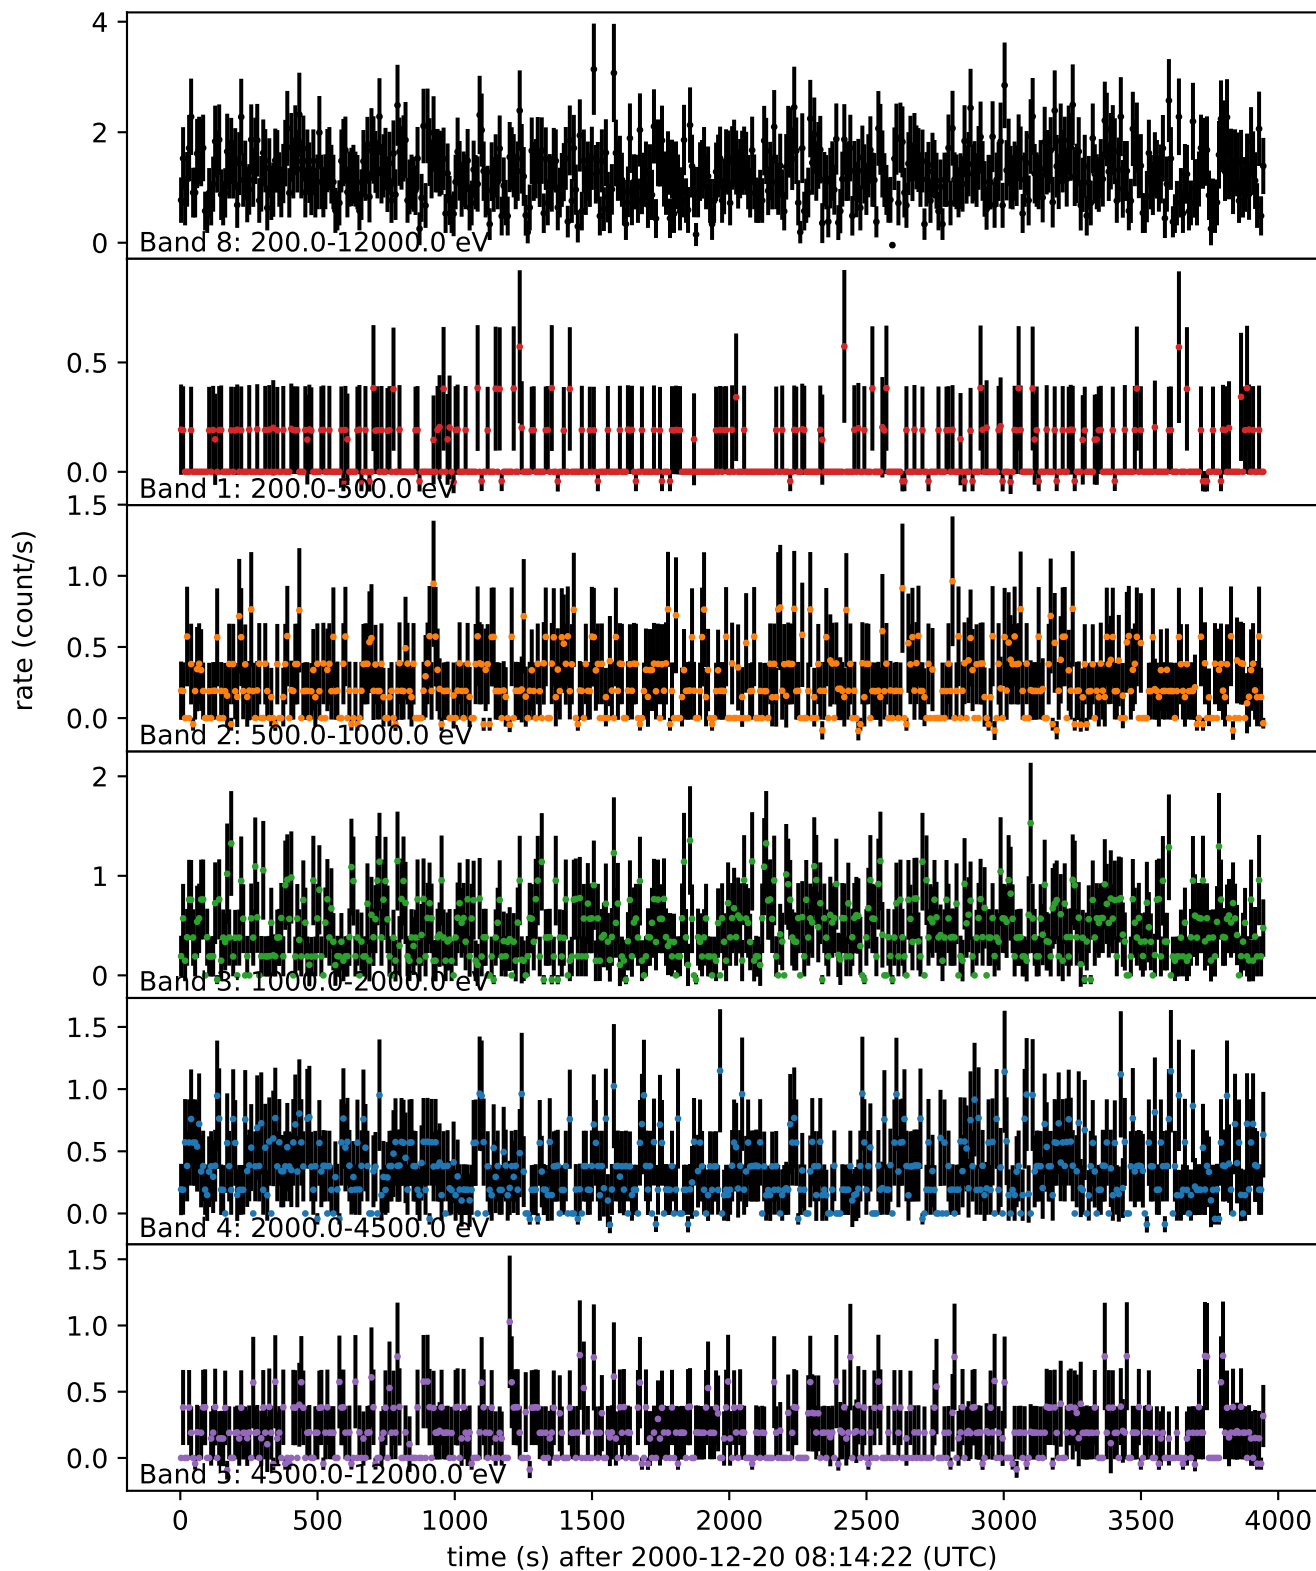 4
2
0
Band 8: 200.0-12000.0 eV
0.5
0.0
Band 1: 200.0-500.0 eV
1.5
1.0
0.5
0.0
Band 2: 500.0-1000.0 eV
rate (count/s)
2
1
0
Band 3: 1000.0-2000.0 eV
1.5
1.0
0.5
0.0
Band 4: 2000.0-4500.0 eV
1.5
1.0
0.5
0.0
Band 5: 4500.0-12000.0 eV
0 500 1000 1500 2000 2500 3000 3500 4000
time (s) after 2000-12-20 08:14:22 (UTC)